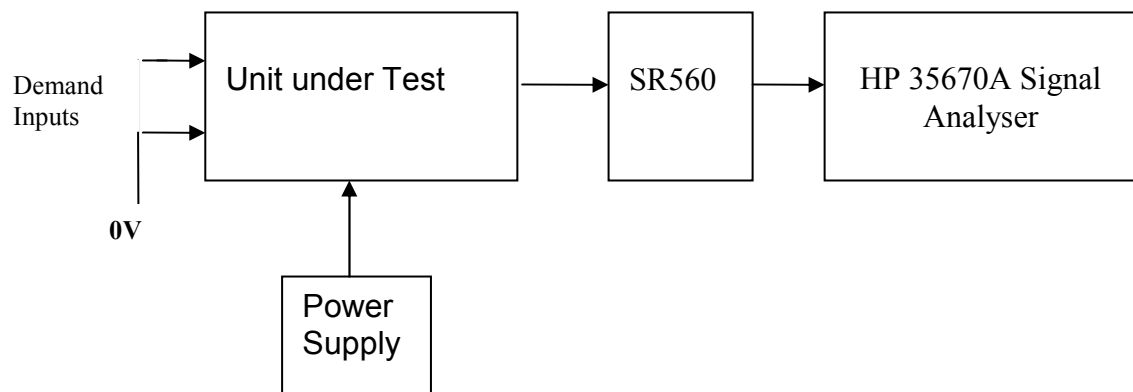 Demand
Inputs
0V
Unit under Test
SR560
HP 35670A Signal
Analyser
Power
Supply